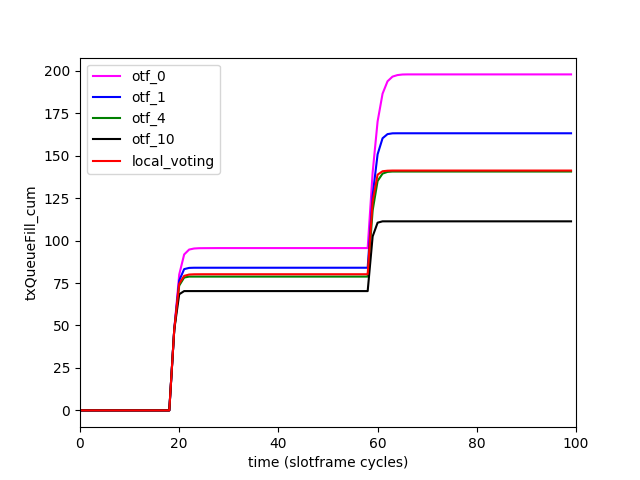 otf_0
otf_1
otf_4
otf_10
local_voting
200
175
150
125
100
75
50
25
0
txQueueFill_cum
0 20 40 60 80 100
time (slotframe cycles)